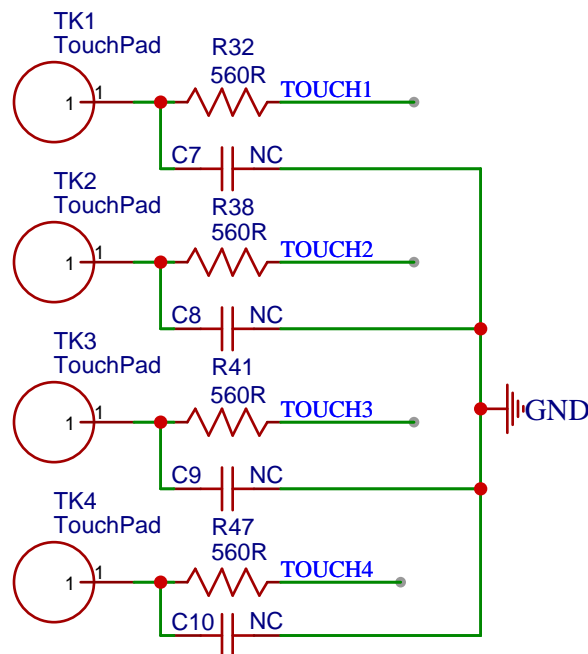 TK1
TouchPad
R32
560R
TOUCH1
1
1
C7
NC
TK2
TouchPad
R38
560R
TOUCH2
1
1
C8
NC
TK3
TouchPad
R41
560R
TOUCH3
1
1
GND
C9
NC
TK4
TouchPad
R47
560R
TOUCH4
1
1
C10
NC